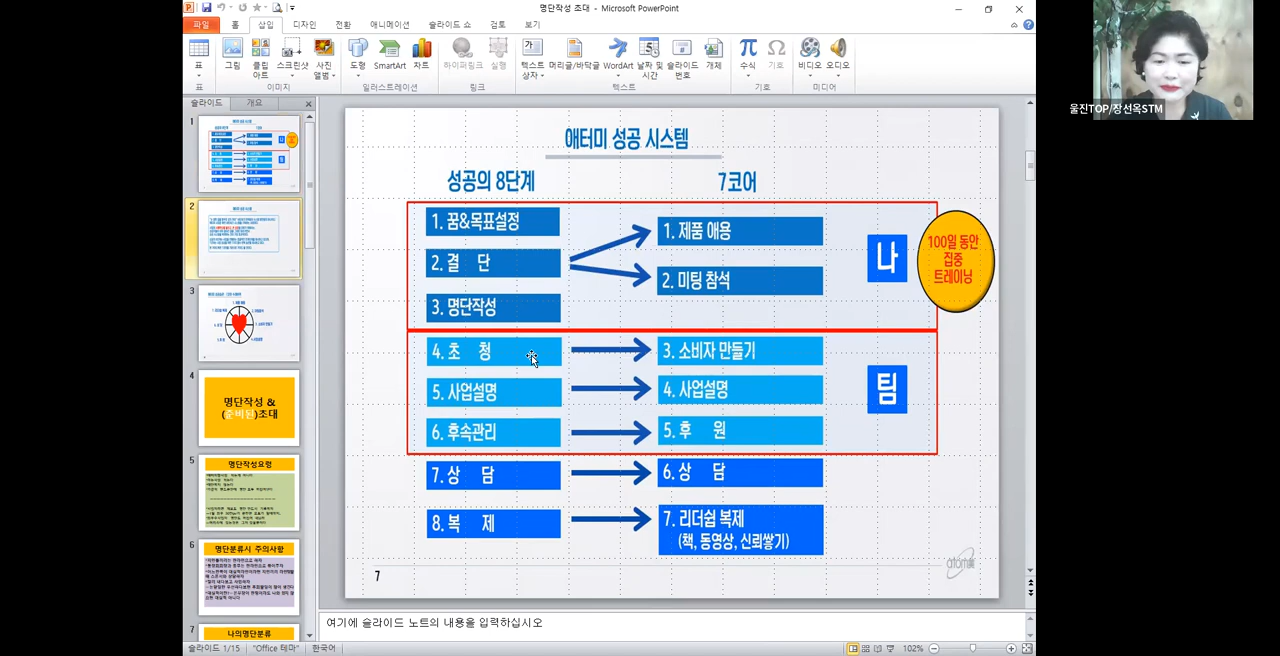 명단작성 초대 - Microsoft PowerPoint
파일 홈 삽입 디자인 전환 애니메이션 슬라이드 쇼 검토 보기
표 그림 클립 아트 스크린샷 사진 앨범 도형 SmartArt 차트 하이퍼링크 실행 텍스트 상자 머리글/바닥글 WordArt 날짜 및 시간 슬라이드 번호 개체 수식 기호 비디오 오디오
표 이미지 일러스트레이션 링크 텍스트 기호 미디어
울진TOP/장선옥STM
슬라이드 개요
1
2
3
4
명단작성 &
(준비된)초대
5
명단작성요령
6
명단분류시 주의사항
7
나의명단분류
애터미 성공 시스템
성공의 8단계 7코어
1. 꿈&목표설정 1. 제품 애용
2. 결 단 2. 미팅 참석
3. 명단작성
나
100일 동안
집중
트레이닝
4. 초 청 3. 소비자 만들기
5. 사업설명 4. 사업설명
6. 후속관리 5. 후 원
팀
7. 상 담 6. 상 담
8. 복 제 7. 리더쉽 복제
(책, 동영상, 신뢰쌓기)
7
atom美
여기에 슬라이드 노트의 내용을 입력하십시오
슬라이드 1/15 "Office 테마" 한국어 102%